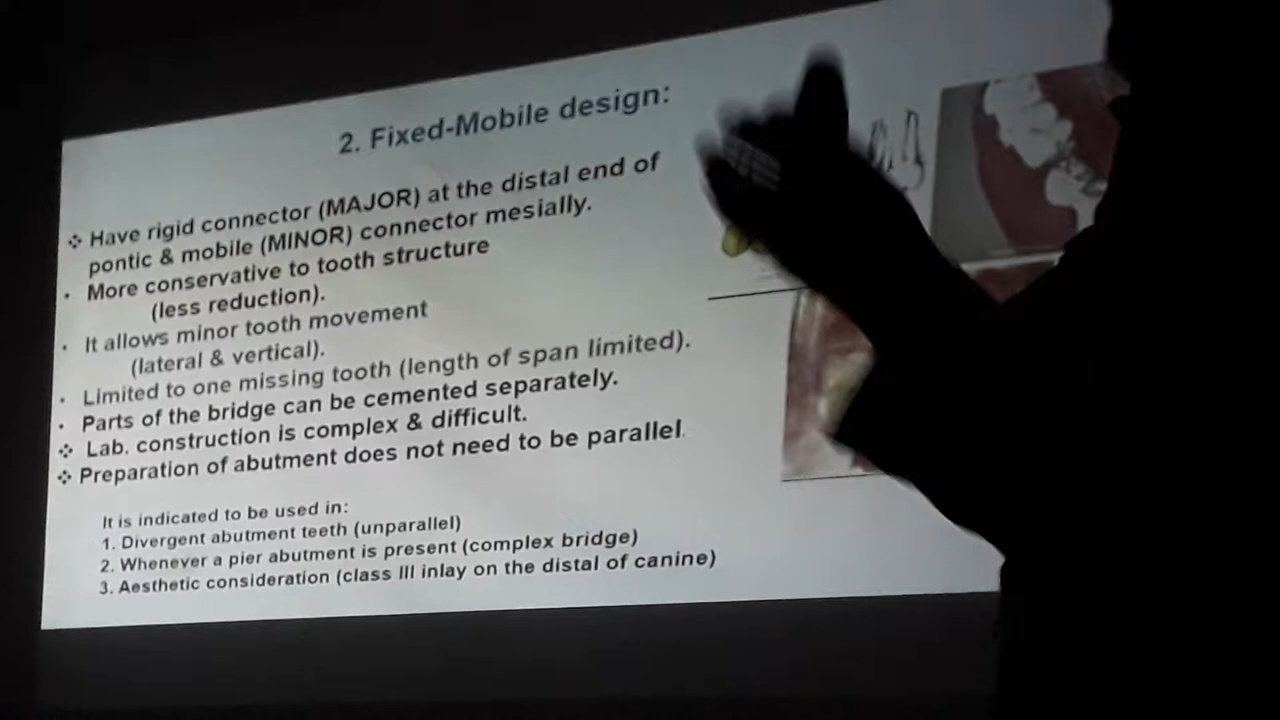 2. Fixed-Mobile design:
❖ Have rigid connector (MAJOR) at the distal end of
pontic & mobile (MINOR) connector mesially.
• More conservative to tooth structure
(less reduction).
• It allows minor tooth movement
(lateral & vertical).
• Limited to one missing tooth (length of span limited).
• Parts of the bridge can be cemented separately.
❖ Lab. construction is complex & difficult.
❖ Preparation of abutment does not need to be parallel.
It is indicated to be used in:
1. Divergent abutment teeth (unparallel)
2. Whenever a pier abutment is present (complex bridge)
3. Aesthetic consideration (class III inlay on the distal of canine)